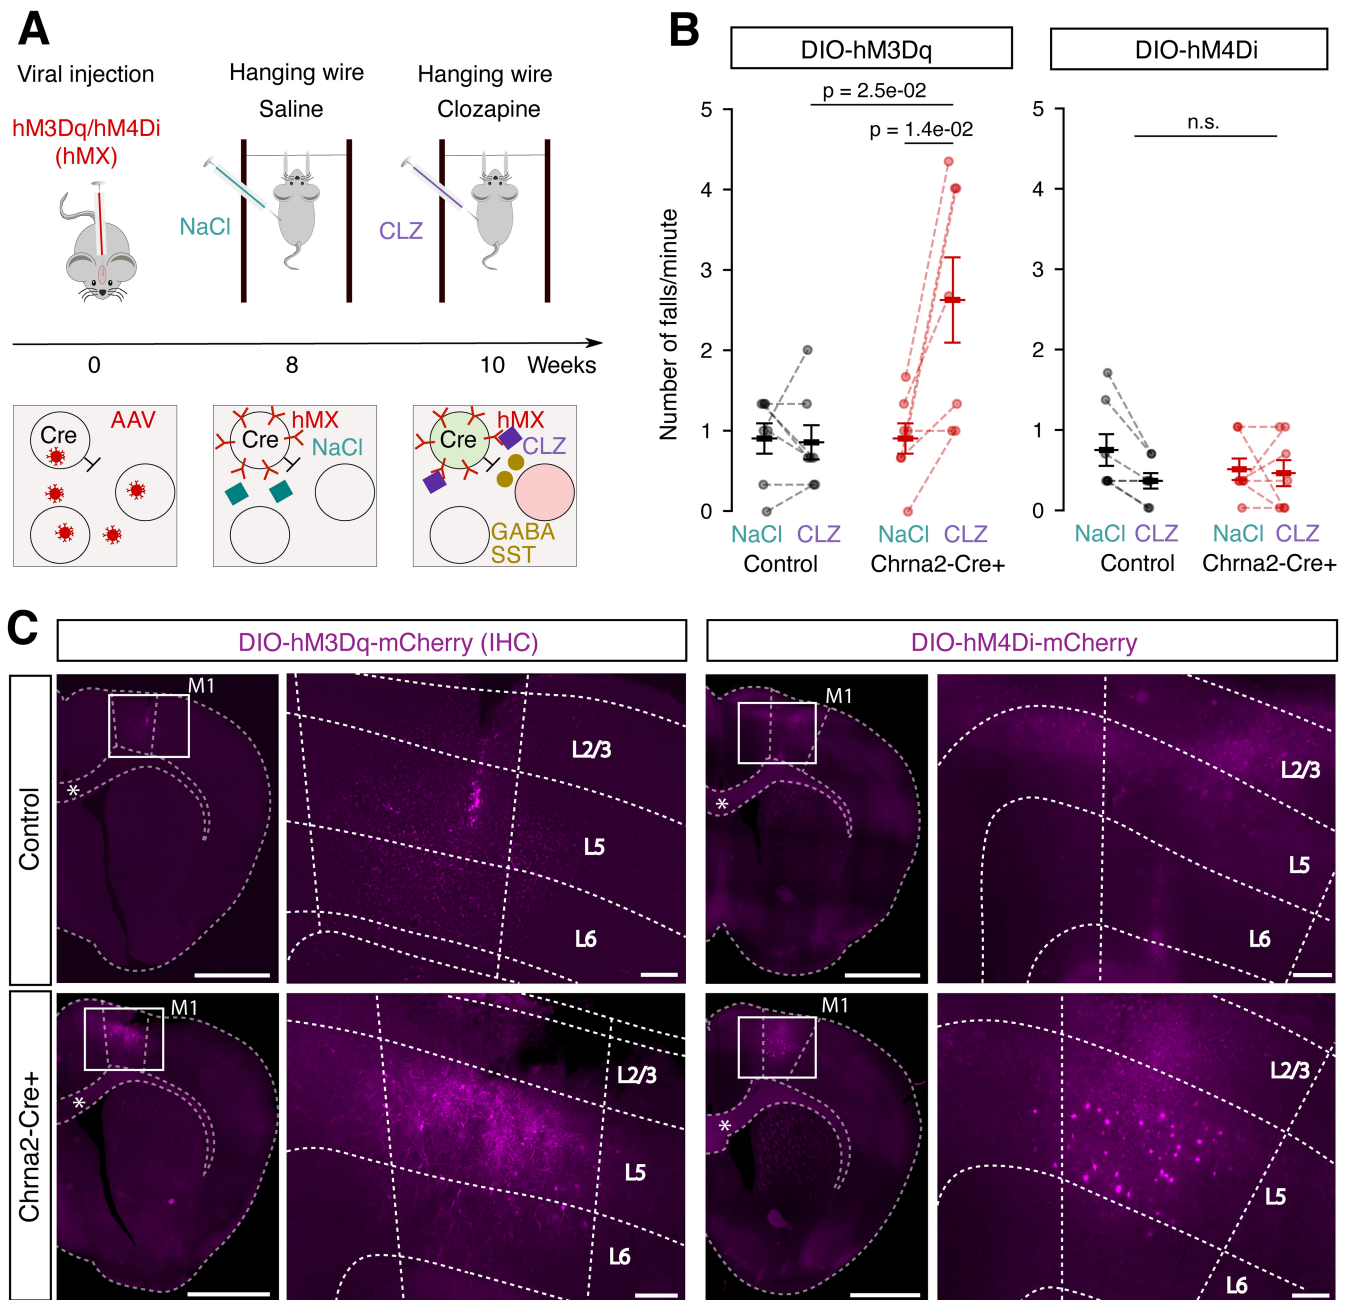 A
Viral injection
hM3Dq/hM4Di
(hMX)
Hanging wire
Saline
NaCl
Hanging wire
Clozapine
CLZ
0
8
10
Weeks
AAV
Cre
hMX
Cre
NaCl
hMX
Cre
CLZ
GABA
SST
B
DIO-hM3Dq
DIO-hM4Di
p = 2.5e-02
p = 1.4e-02
n.s.
Number of falls/minute
5
4
3
2
1
0
5
4
3
2
1
0
NaCl CLZ
Control
NaCl CLZ
Chrna2-Cre+
NaCl CLZ
Control
NaCl CLZ
Chrna2-Cre+
C
DIO-hM3Dq-mCherry (IHC)
DIO-hM4Di-mCherry
Control
M1
*
L2/3
L5
L6
M1
*
L2/3
L5
L6
Chrna2-Cre+
M1
*
L2/3
L5
L6
M1
*
L2/3
L5
L6